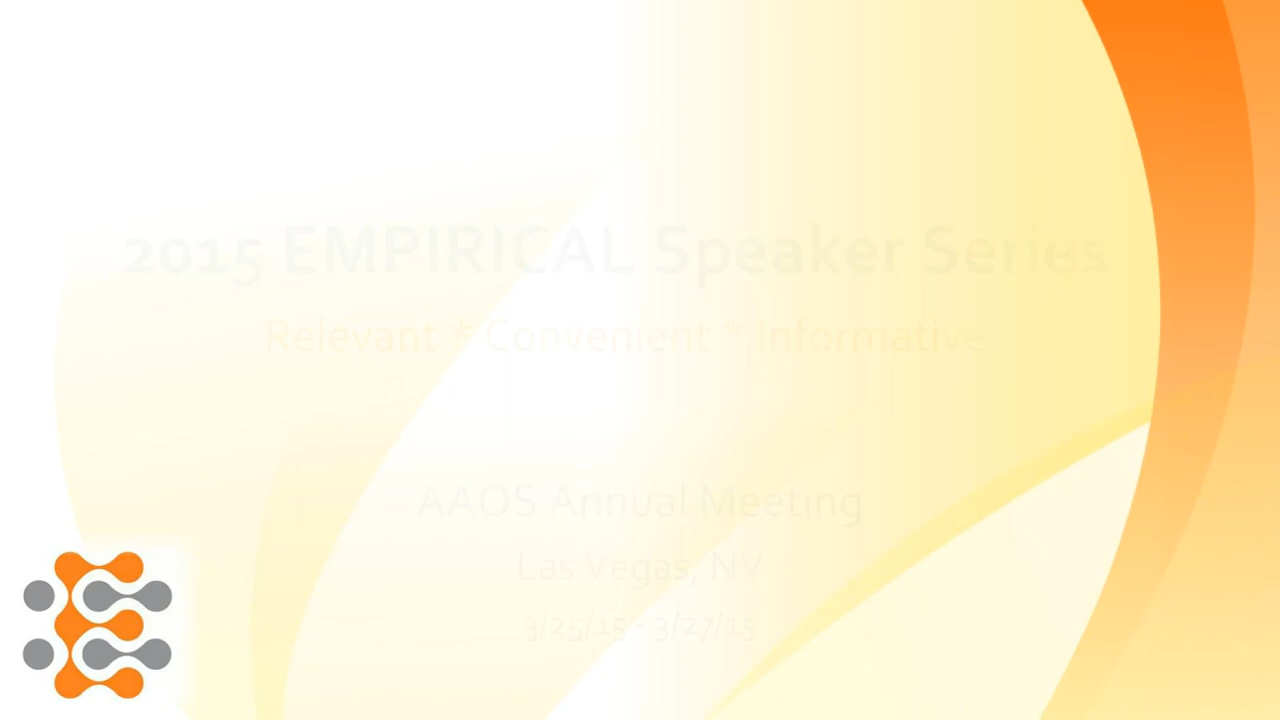 2015 EMPIRICAL Speaker Series
Relevant * Convenient * Informative
AAOS Annual Meeting
Las Vegas, NV
3/25/15 - 3/27/15